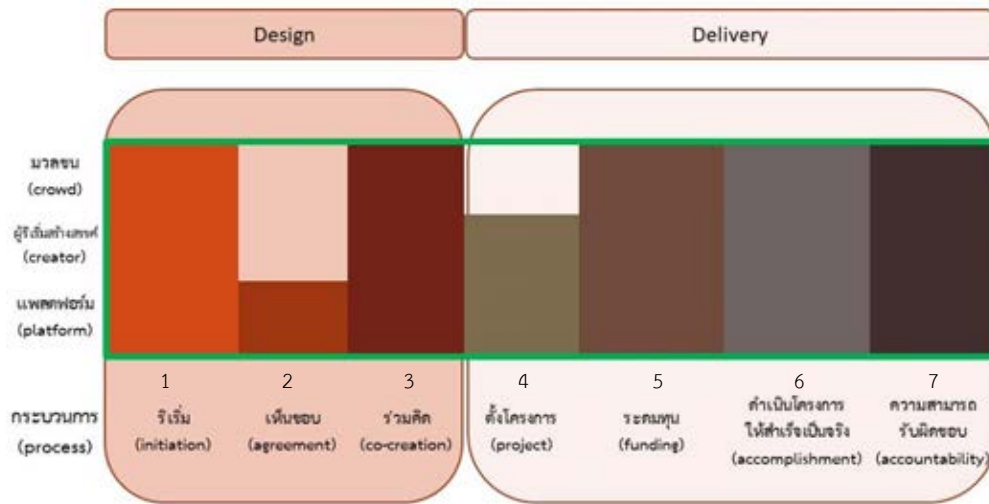 Design
Delivery
มวลชน
(crowd)
ผู้ริเริ่มสร้างสรรค์
(creator)
แพลตฟอร์ม
(platform)
กระบวนการ
(process)
1
ริเริ่ม
(initiation)
2
เห็นชอบ
(agreement)
3
ร่วมคิด
(co-creation)
4
ตั้งโครงการ
(project)
5
ระดมทุน
(funding)
6
ดำเนินโครงการ
ให้สำเร็จเป็นจริง
(accomplishment)
7
ความสามารถ
รับผิดชอบ
(accountability)